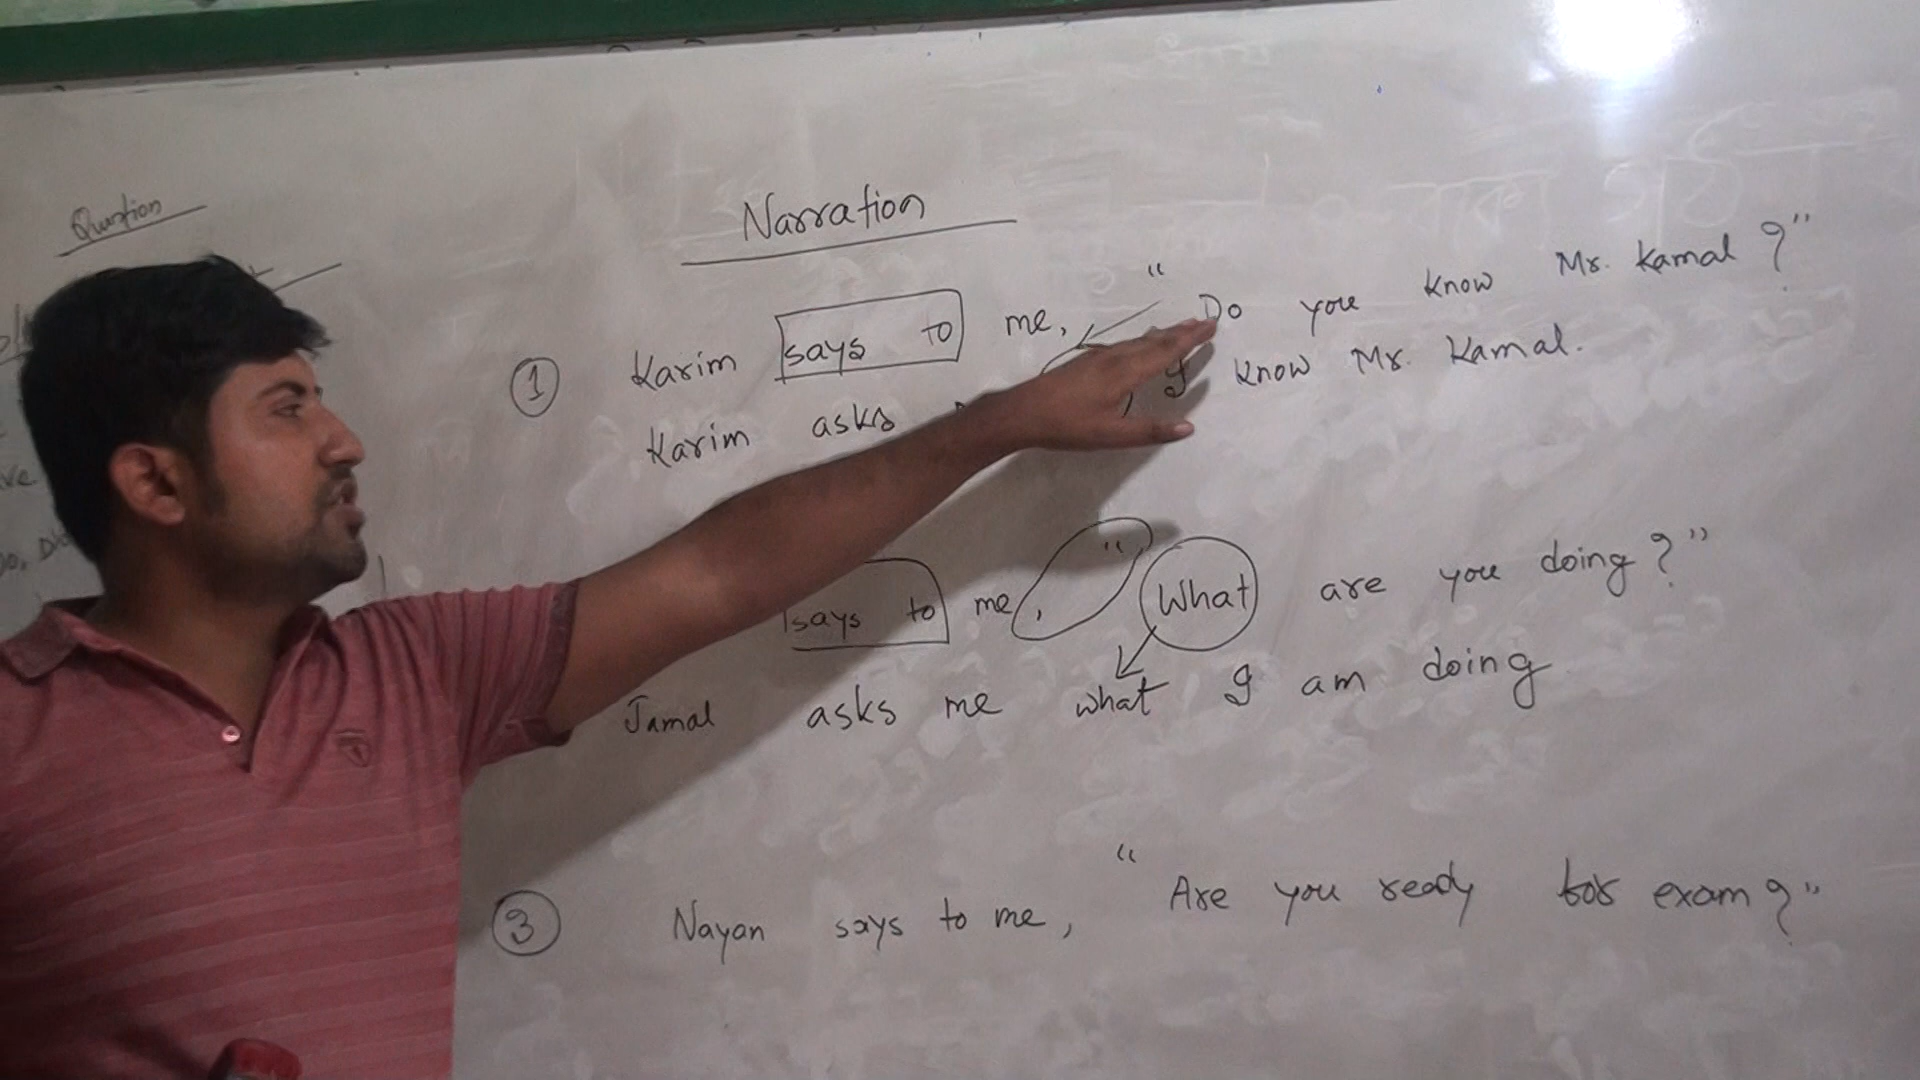 Question
Narration
① Karim says to me, "Do you know Mr. Kamal?"
Karim asks I know Mr. Kamal.
says to me, "What are you doing?"
Jamal asks me what I am doing
③ Nayan says to me, "Are you ready for exam?"